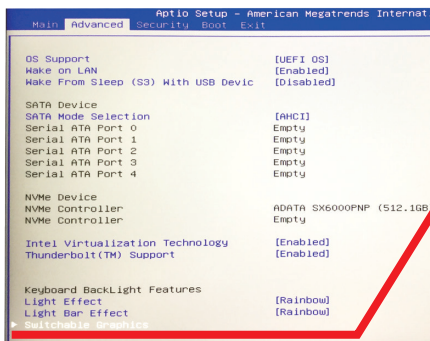 Aptio Setup - American Megatrends Internat
Main Advanced Security Boot Exit
OS Support [UEFI OS]
Wake on LAN [Enabled]
Wake From Sleep (S3) With USB Devic [Disabled]
SATA Device
SATA Mode Selection [AHCI]
Serial ATA Port 0 Empty
Serial ATA Port 1 Empty
Serial ATA Port 2 Empty
Serial ATA Port 3 Empty
Serial ATA Port 4 Empty
NVMe Device
NVMe Controller ADATA SX6000PNP (512.1GB
NVMe Controller Empty
Intel Virtualization Technology [Enabled]
Thunderbolt(TM) Support [Enabled]
Keyboard BackLight Features
Light Effect [Rainbow]
Light Bar Effect [Rainbow]
Switchable Graphics